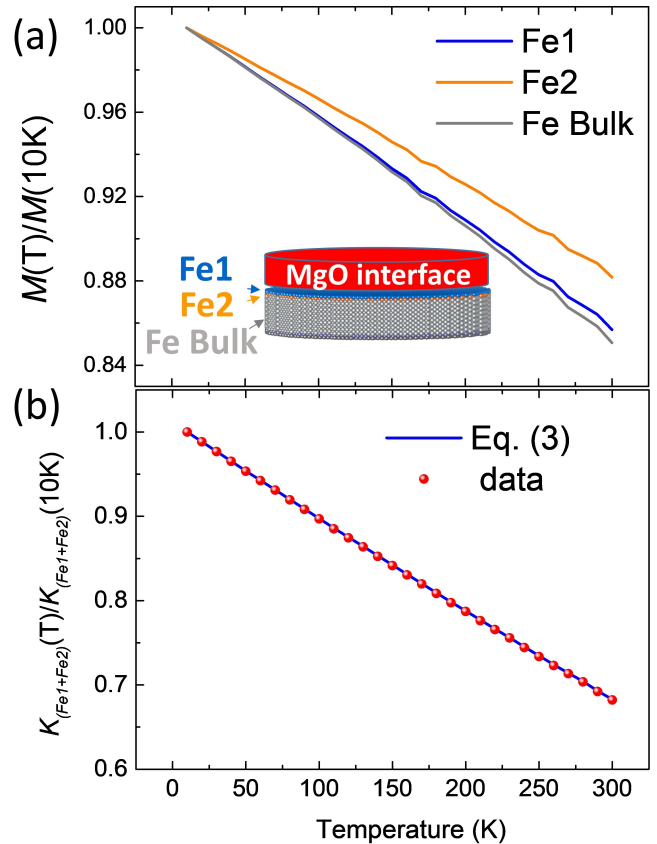 (a)
1.00
0.96
0.92
0.88
0.84
M(T)/M(10K)
Fe1
Fe2
Fe Bulk
Fe1
MgO interface
Fe2
Fe Bulk
(b)
1.0
0.9
0.8
0.7
0.6
K(Fe1+Fe2)(T)/K(Fe1+Fe2)(10K)
Eq. (3)
data
0 50 100 150 200 250 300
Temperature (K)